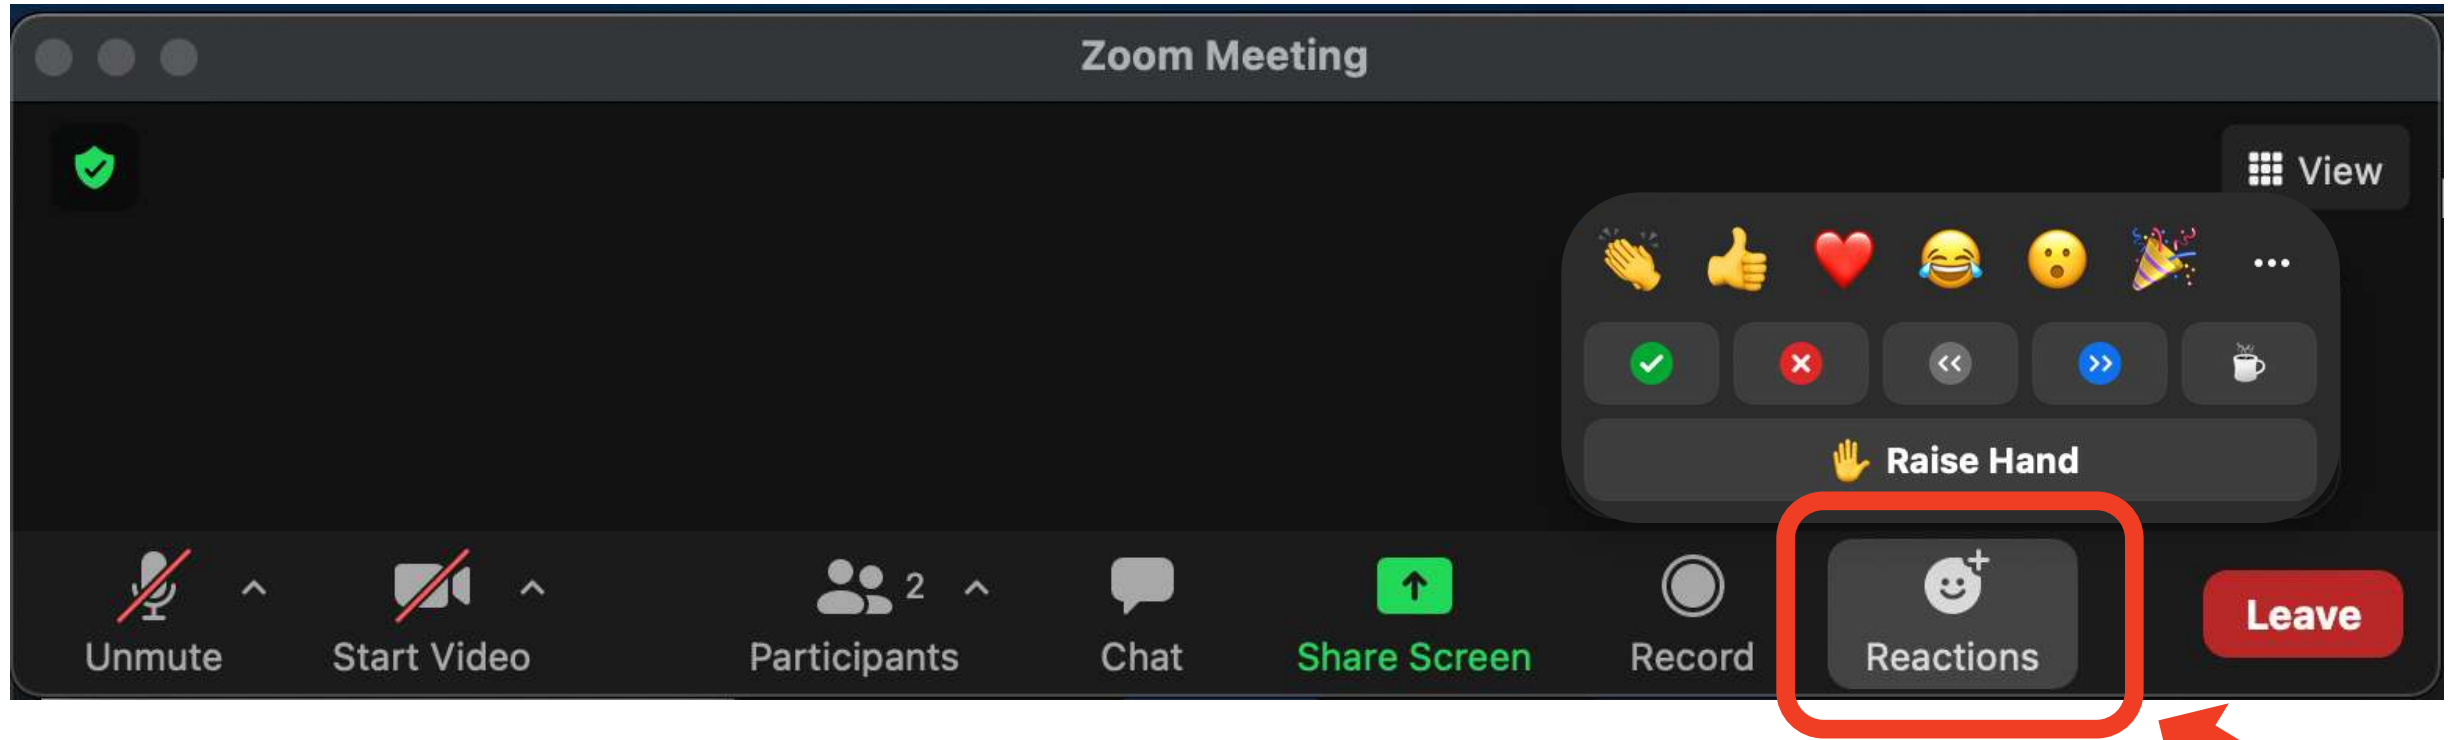 Zoom Meeting
View
Raise Hand
2
Unmute
Start Video
Participants
Chat
Share Screen
Record
Reactions
Leave